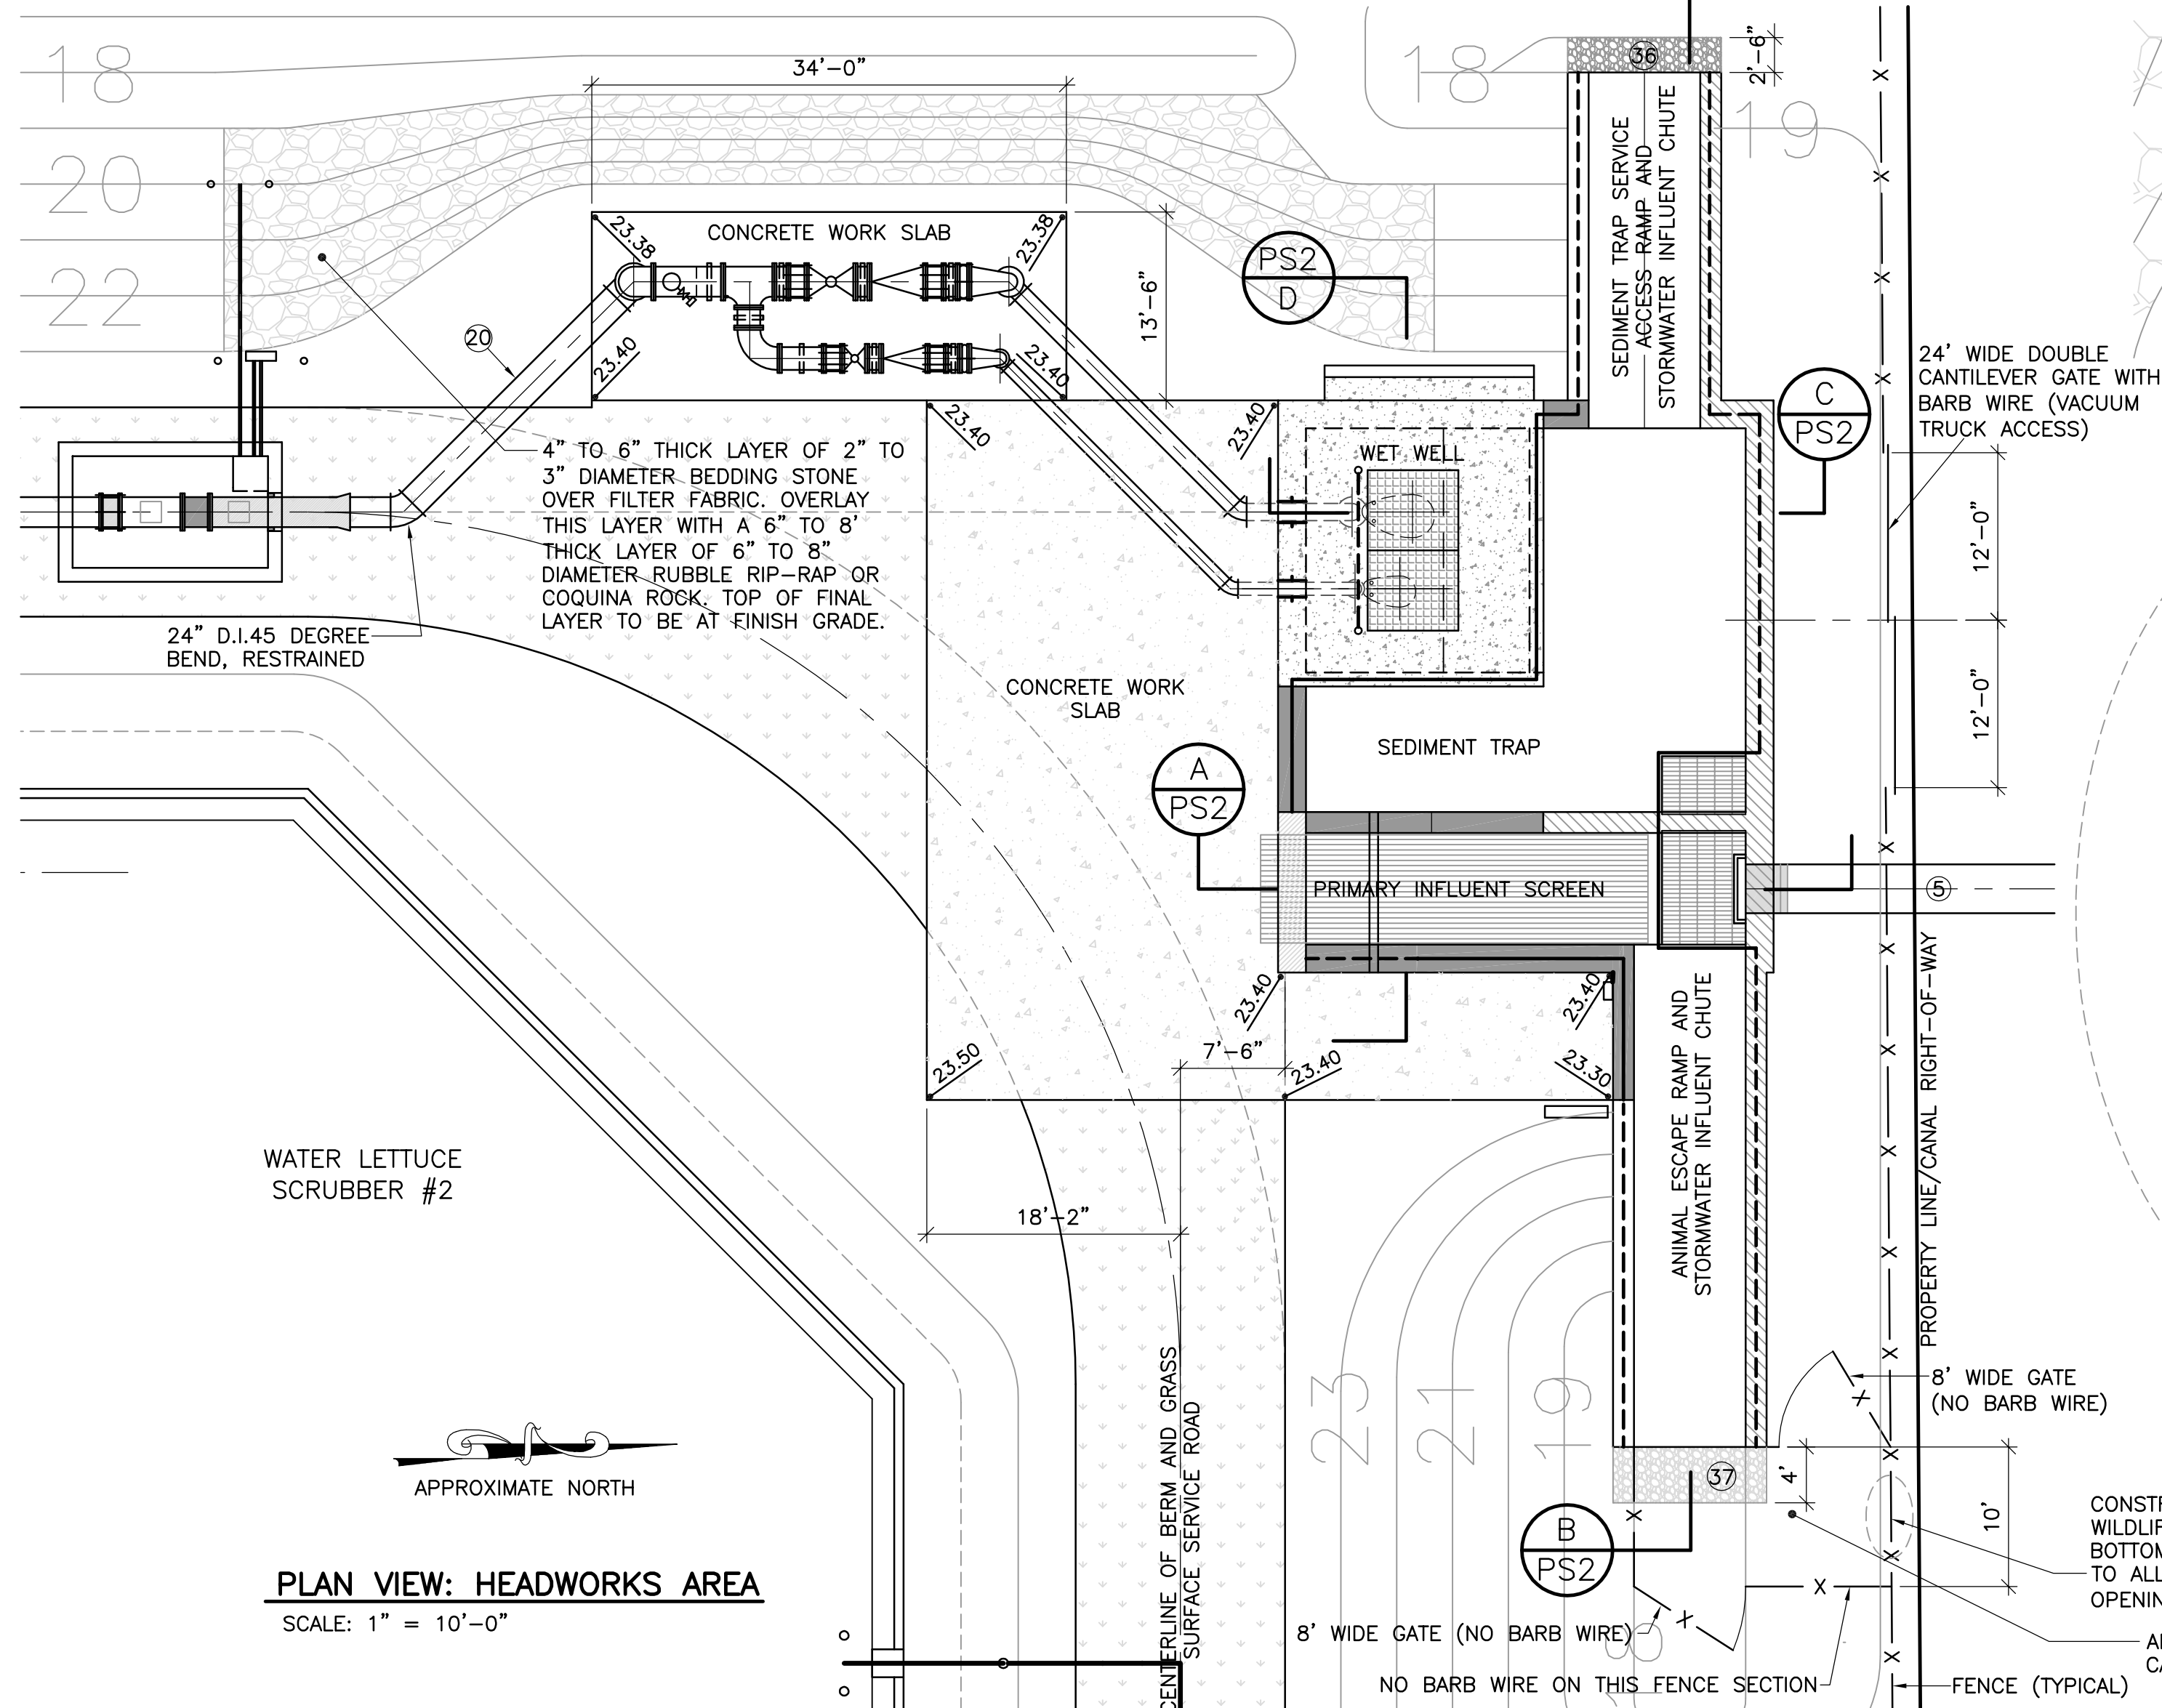 18
20
22
34'-0"
18
36
2'-6"
19
CONCRETE WORK SLAB
23.38
23.38
23.40
23.40
13'-6"
20
PS2
D
SEDIMENT TRAP SERVICE
ACCESS RAMP AND
STORMWATER INFLUENT CHUTE
C
PS2
24' WIDE DOUBLE
CANTILEVER GATE WITH
BARB WIRE (VACUUM
TRUCK ACCESS)
12'-0"
12'-0"
4" TO 6" THICK LAYER OF 2" TO
3" DIAMETER BEDDING STONE
OVER FILTER FABRIC. OVERLAY
THIS LAYER WITH A 6" TO 8'
THICK LAYER OF 6" TO 8"
DIAMETER RUBBLE RIP-RAP OR
COQUINA ROCK. TOP OF FINAL
LAYER TO BE AT FINISH GRADE.
23.40
23.40
WET WELL
24" D.I.45 DEGREE
BEND, RESTRAINED
CONCRETE WORK
SLAB
SEDIMENT TRAP
A
PS2
PRIMARY INFLUENT SCREEN
5
PROPERTY LINE/CANAL RIGHT-OF-WAY
23.40
23.40
7'-6"
23.50
23.40
23.30
ANIMAL ESCAPE RAMP AND
STORMWATER INFLUENT CHUTE
WATER LETTUCE
SCRUBBER #2
18'-2"
CENTERLINE OF BERM AND GRASS
SURFACE SERVICE ROAD
23
21
19
8' WIDE GATE
(NO BARB WIRE)
37
4'
10'
APPROXIMATE NORTH
B
PS2
PLAN VIEW: HEADWORKS AREA
SCALE: 1" = 10'-0"
8' WIDE GATE (NO BARB WIRE)
NO BARB WIRE ON THIS FENCE SECTION
FENCE (TYPICAL)
TO